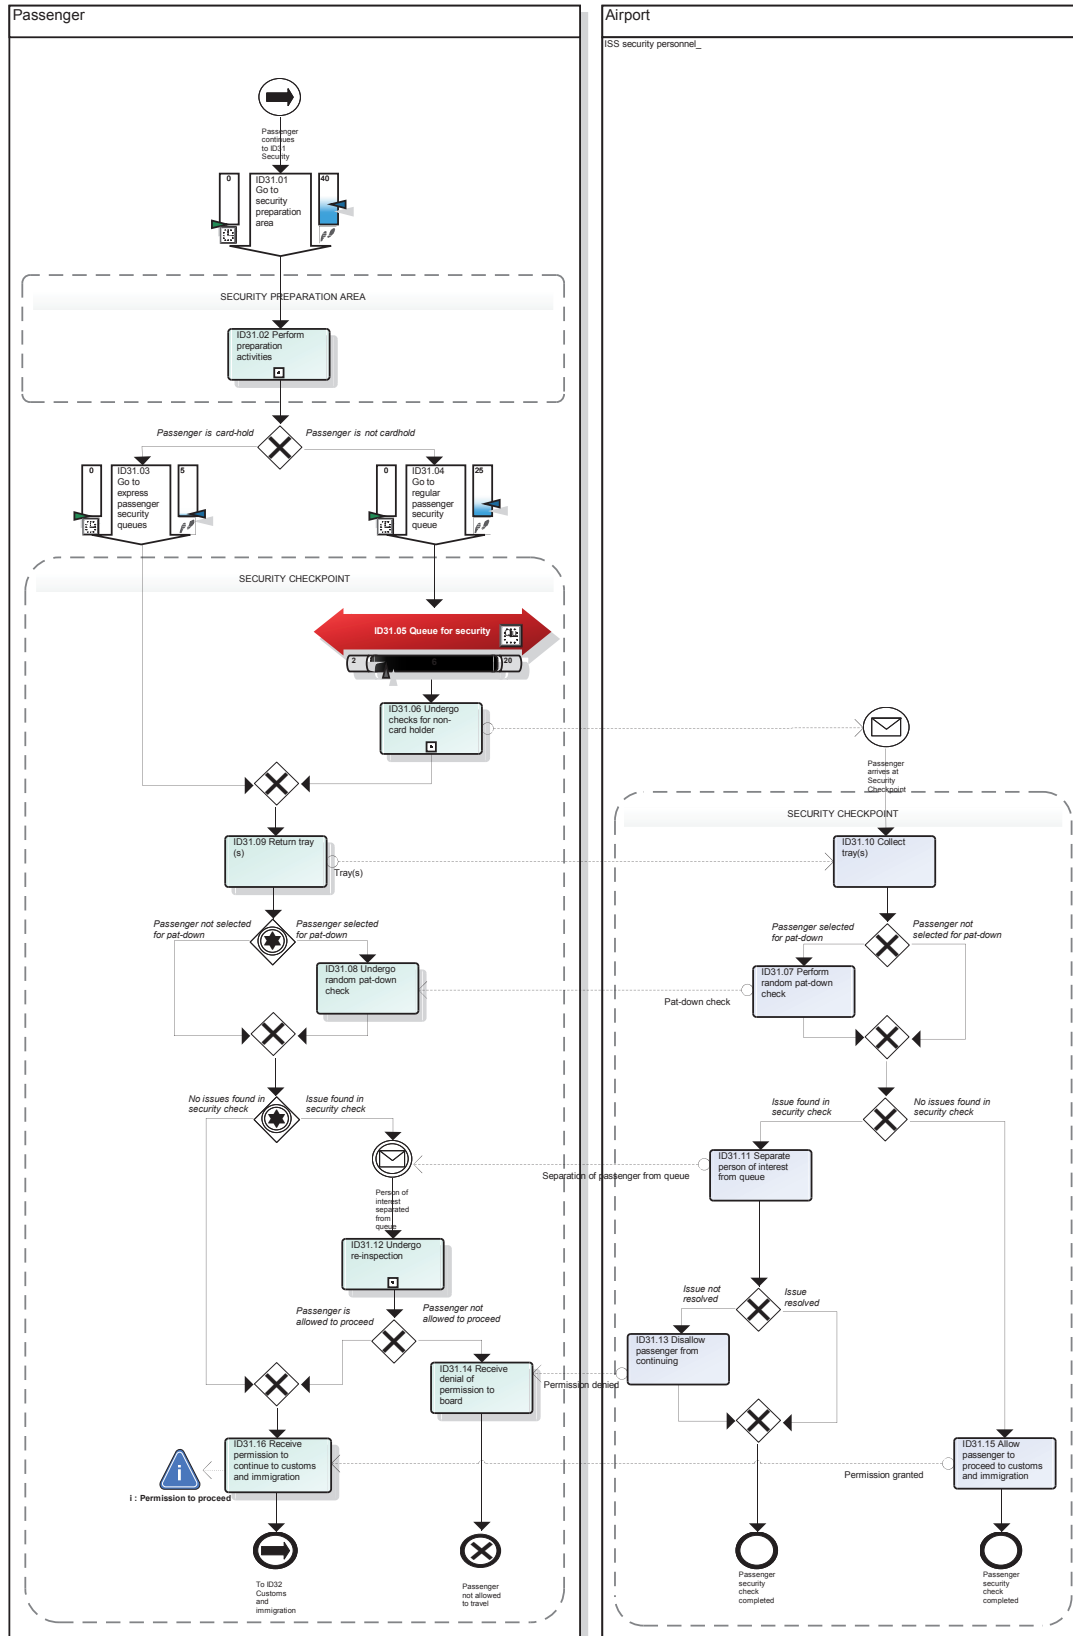 Passenger
Airport
ISS security personnel_
Passenger
continues
to ID31
Security
0
ID31.01
Go to
security
preparation
area
40
SECURITY PREPARATION AREA
ID31.02 Perform
preparation
activities
Passenger is card-hold
Passenger is not cardhold
0
ID31.03
Go to
express
passenger
security
queues
5
0
ID31.04
Go to
regular
passenger
security
queue
25
SECURITY CHECKPOINT
ID31.05 Queue for security
2
6
20
ID31.06 Undergo
checks for non-
card holder
Passenger
arrives at
Security
Checkpoint
SECURITY CHECKPOINT
ID31.09 Return tray
(s)
Tray(s)
ID31.10 Collect
tray(s)
Passenger not selected
for pat-down
Passenger selected
for pat-down
Passenger selected
for pat-down
Passenger not
selected for pat-down
ID31.08 Undergo
random pat-down
check
Pat-down check
ID31.07 Perform
random pat-down
check
No issues found in
security check
Issue found in
security check
Issue found in
security check
No issues found in
security check
Separation of passenger from queue
ID31.11 Separate
person of interest
from queue
Person of
interest
separated
from
queue
ID31.12 Undergo
re-inspection
Passenger is
allowed to proceed
Passenger not
allowed to proceed
Issue not
resolved
Issue
resolved
ID31.13 Disallow
passenger from
continuing
ID31.14 Receive
denial of
permission to
board
Permission denied
ID31.16 Receive
permission to
continue to customs
and immigration
i
i : Permission to proceed
Permission granted
ID31.15 Allow
passenger to
proceed to customs
and immigration
To ID32
Customs
and
immigration
Passenger
not allowed
to travel
Passenger
security
check
completed
Passenger
security
check
completed